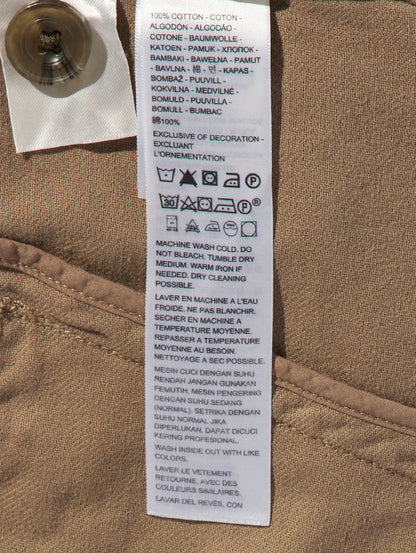 100% COTTON - COTON -
ALGODÓN - ALGODÃO -
COTONE - BAUMWOLLE -
KATOEN - PAMUK - ХЛОПОК -
BAMBAKI - BAWEŁNA - PAMUT
- BAVLNA - 棉 - 면 - KAPAS -
BOMBAŽ - PUUVILL -
KOKVILNA - MEDVILNĖ -
BOMULD - PUUVILLA -
BOMULL - BUMBAC
綿100%
EXCLUSIVE OF DECORATION -
EXCLUANT
L'ORNEMENTATION
P
30 P ®
MACHINE WASH COLD. DO
NOT BLEACH. TUMBLE DRY
MEDIUM. WARM IRON IF
NEEDED. DRY CLEANING
POSSIBLE.
LAVER EN MACHINE A L'EAU
FROIDE. NE PAS BLANCHIR.
SECHER EN MACHINE A
TEMPERATURE MOYENNE.
REPASSER A TEMPERATURE
MOYENNE AU BESOIN.
NETTOYAGE A SEC POSSIBLE.
MESIN CUCI DENGAN SUHU
RENDAH JANGAN GUNAKAN
PEMUTIH. MESIN PENGERING
DENGAN SUHU SEDANG
(NORMAL). SETRIKA DENGAN
SUHU NORMAL JIKA
DIPERLUKAN. DAPAT DICUCI
KERING PROFESIONAL.
WASH INSIDE OUT WITH LIKE
COLORS.
LAVER LE VETEMENT
RETOURNE, AVEC DES
COULEURS SIMILAIRES.
LAVAR DEL REVÉS, CON